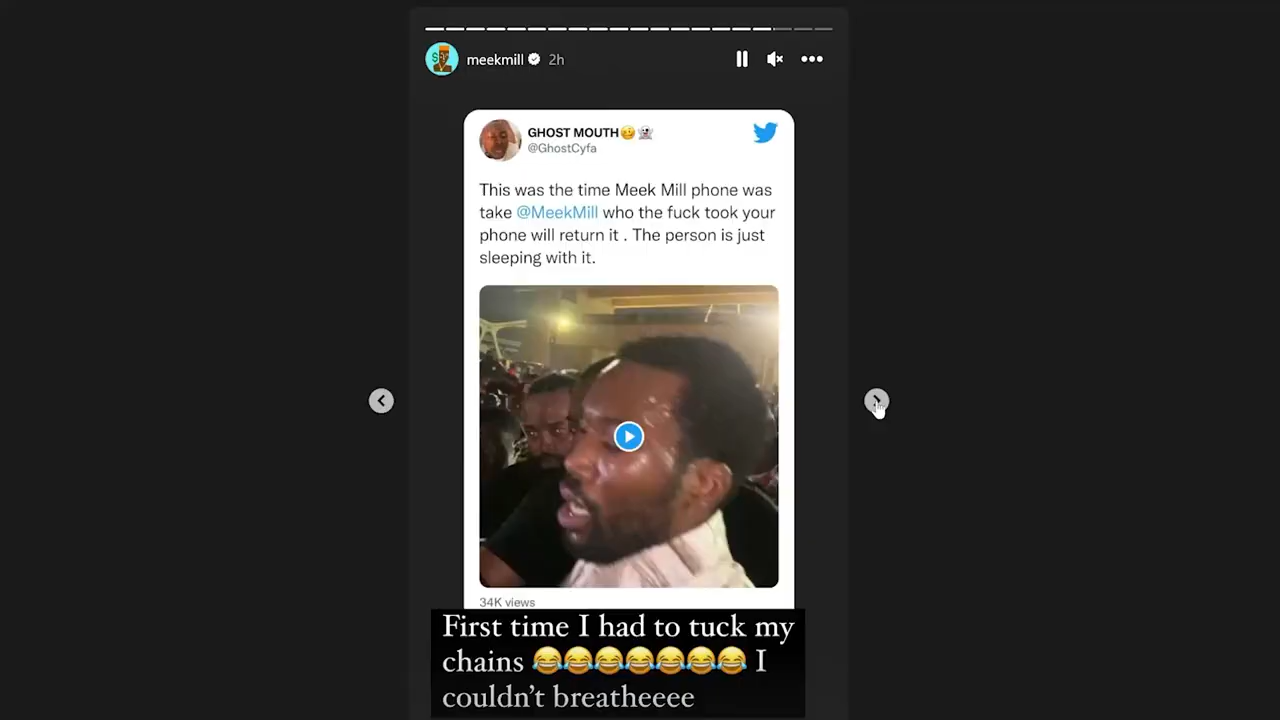 meekmill 2h
GHOST MOUTH🥴👻
@GhostCyfa
This was the time Meek Mill phone was
take @MeekMill who the fuck took your
phone will return it . The person is just
sleeping with it.
34K views
First time I had to tuck my
chains 😂😂😂😂😂😂😂 I
couldn't breatheeee